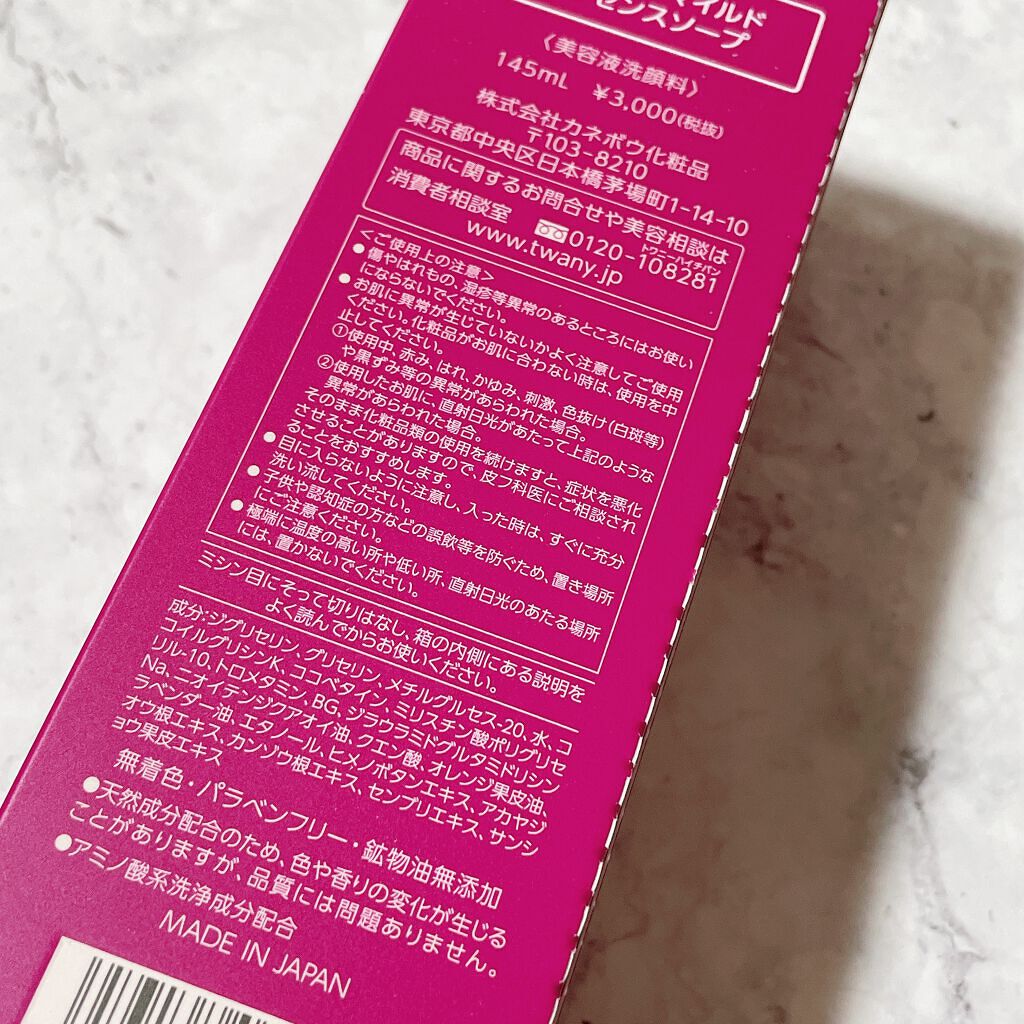 マイルド
センスソープ
〈美容液洗顔料〉
145mL ¥3,000(税抜)
株式会社カネボウ化粧品
〒103-8210
東京都中央区日本橋茅場町1-14-10
商品に関するお問合せや美容相談は
消費者相談室 0120-108281
トワニーハイチバン
www.twany.jp
<ご使用上の注意>
●傷やはれもの、湿疹等異常のあるところにはお使い
にならないでください。
●お肌に異常が生じていないかよく注意してご使用
ください。化粧品がお肌に合わない時は、使用を中
止してください。
①使用中、赤み、はれ、かゆみ、刺激、色抜け(白斑等)
や黒ずみ等の異常があらわれた場合。
②使用したお肌に、直射日光があたって上記のような
異常があらわれた場合。
そのまま化粧品類の使用を続けますと、症状を悪化
させることがありますので、皮フ科医にご相談され
ることをおすすめします。
●目に入らないように注意し、入った時は、すぐに充分
洗い流してください。
●子供や認知症の方などの誤飲等を防ぐため、置き場所
にご注意ください。
●極端に温度の高い所や低い所、直射日光のあたる場所
には、置かないでください。
ミシン目にそって切りはなし、箱の内側にある説明を
よく読んでからお使いください。
成分:ジグリセリン、グリセリン、メチルグルセス-20、水、コ
コイルグリシンK、ココベタイン、ミリスチン酸ポリグリセ
リル-10、トロメタミン、BG、ジラウラミドグルタミドリシン
Na、ニオイテンジクアオイ油、クエン酸、オレンジ果皮油、
ラベンダー油、エタノール、ヒメノボタンエキス、アカヤジ
オウ根エキス、カンゾウ根エキス、センブリエキス、サンシ
ョウ果皮エキス
無着色・パラベンフリー・鉱物油無添加
●天然成分配合のため、色や香りの変化が生じる
ことがありますが、品質には問題ありません。
●アミノ酸系洗浄成分配合
MADE IN JAPAN